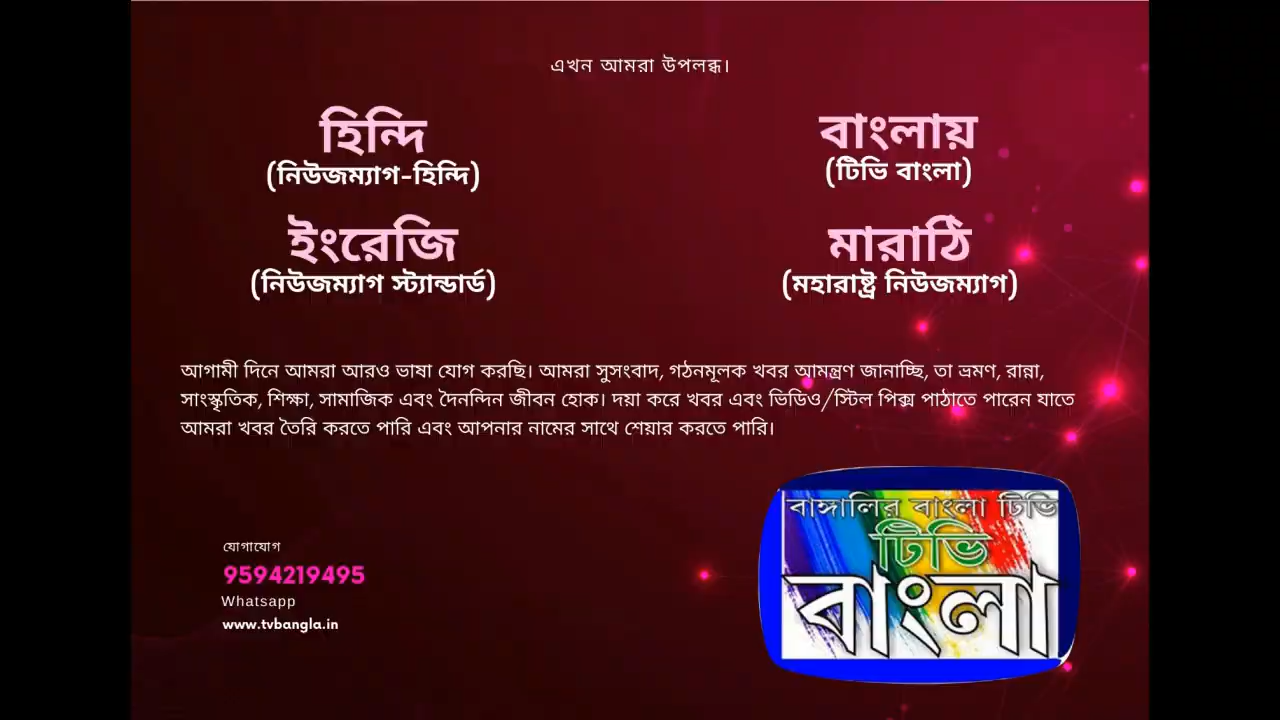 এখন আমরা উপলব্ধ।
হিন্দি
(নিউজম্যাগ-হিন্দি)
বাংলায়
(টিভি বাংলা)
ইংরেজি
(নিউজম্যাগ স্ট্যান্ডার্ড)
মারাঠি
(মহারাষ্ট্র নিউজম্যাগ)
আগামী দিনে আমরা আরও ভাষা যোগ করছি। আমরা সুসংবাদ, গঠনমূলক খবর আমন্ত্রণ জানাচ্ছি, তা ভ্রমণ, রান্না,
সাংস্কৃতিক, শিক্ষা, সামাজিক এবং দৈনন্দিন জীবন হোক। দয়া করে খবর এবং ভিডিও/স্টিল পিক্স পাঠাতে পারেন যাতে
আমরা খবর তৈরি করতে পারি এবং আপনার নামের সাথে শেয়ার করতে পারি।
যোগাযোগ
9594219495
Whatsapp
www.tvbangla.in
বাঙ্গালির বাংলা টিভি
টিভি
বাংলা